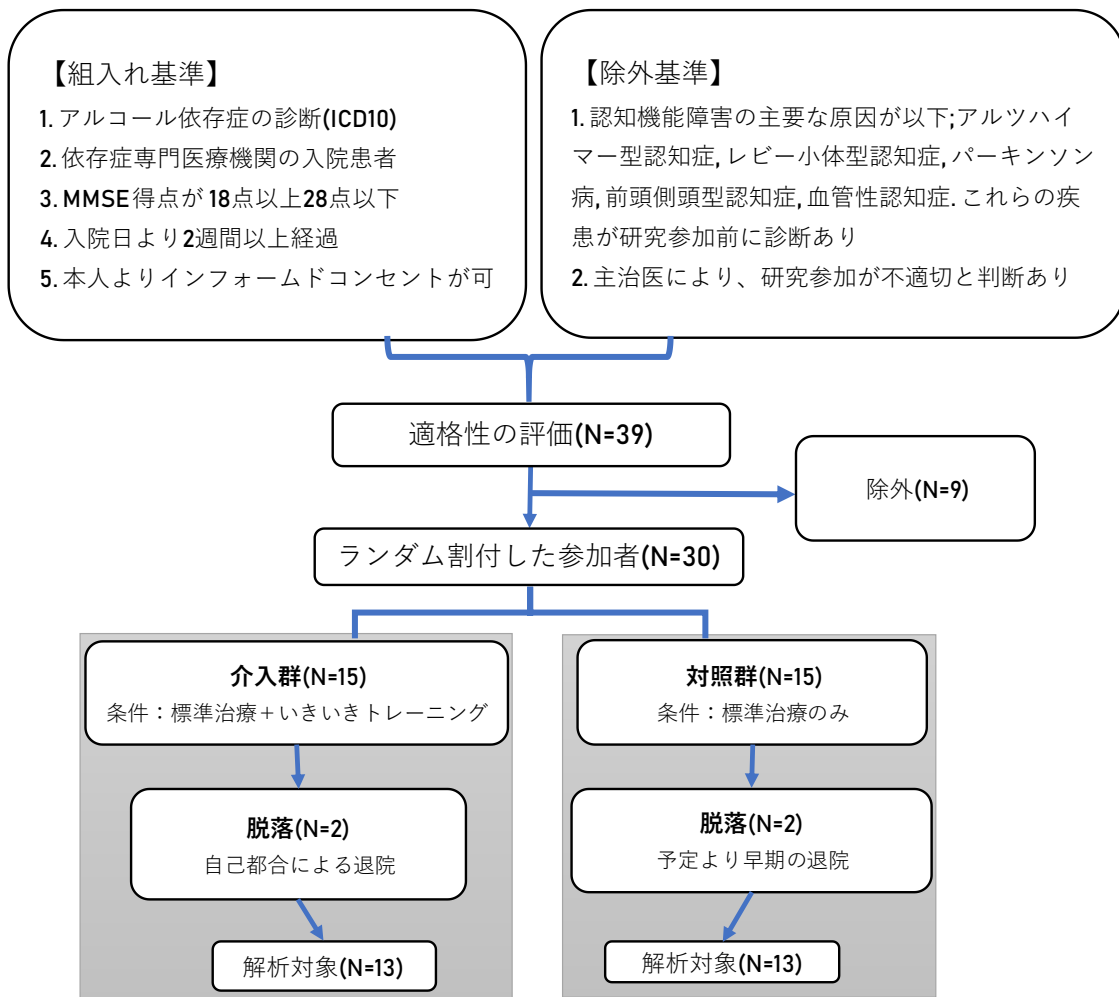 【組入れ基準】
1. アルコール依存症の診断(ICD10)
2. 依存症専門医療機関の入院患者
3. MMSE得点が18点以上28点以下
4. 入院日より2週間以上経過
5. 本人よりインフォームドコンセントが可
【除外基準】
1. 認知機能障害の主要な原因が以下;アルツハイ
マー型認知症, レビー小体型認知症, パーキンソン
病, 前頭側頭型認知症, 血管性認知症. これらの疾
患が研究参加前に診断あり
2. 主治医により、研究参加が不適切と判断あり
適格性の評価(N=39)
除外(N=9)
ランダム割付した参加者(N=30)
介入群(N=15)
条件：標準治療＋いきいきトレーニング
対照群(N=15)
条件：標準治療のみ
脱落(N=2)
自己都合による退院
脱落(N=2)
予定より早期の退院
解析対象(N=13)
解析対象(N=13)